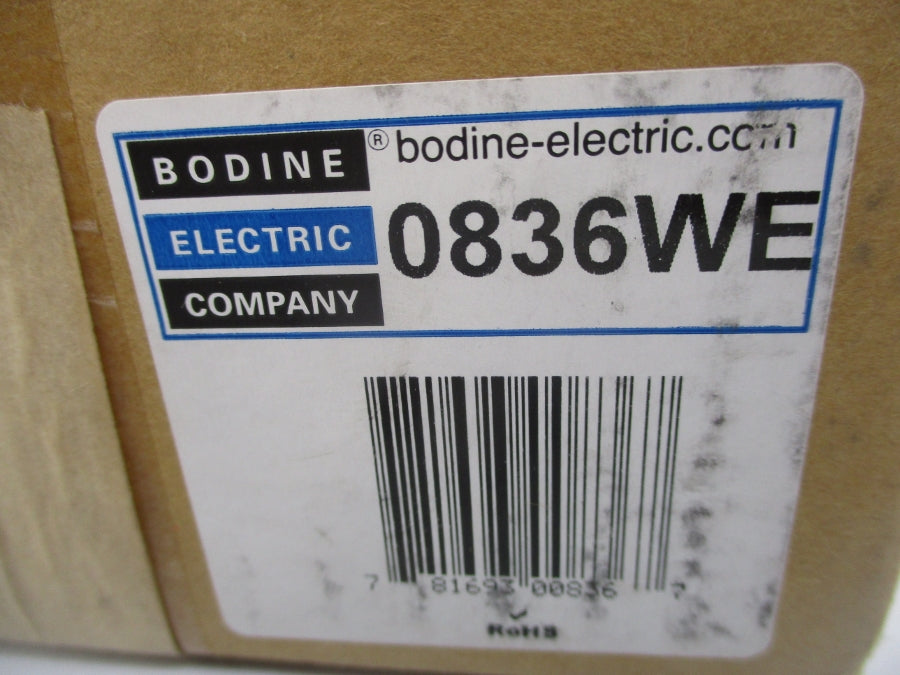 BODINE® bodine-electric.com
ELECTRIC 0836WE
COMPANY
7 81693 00836 7
RoHS